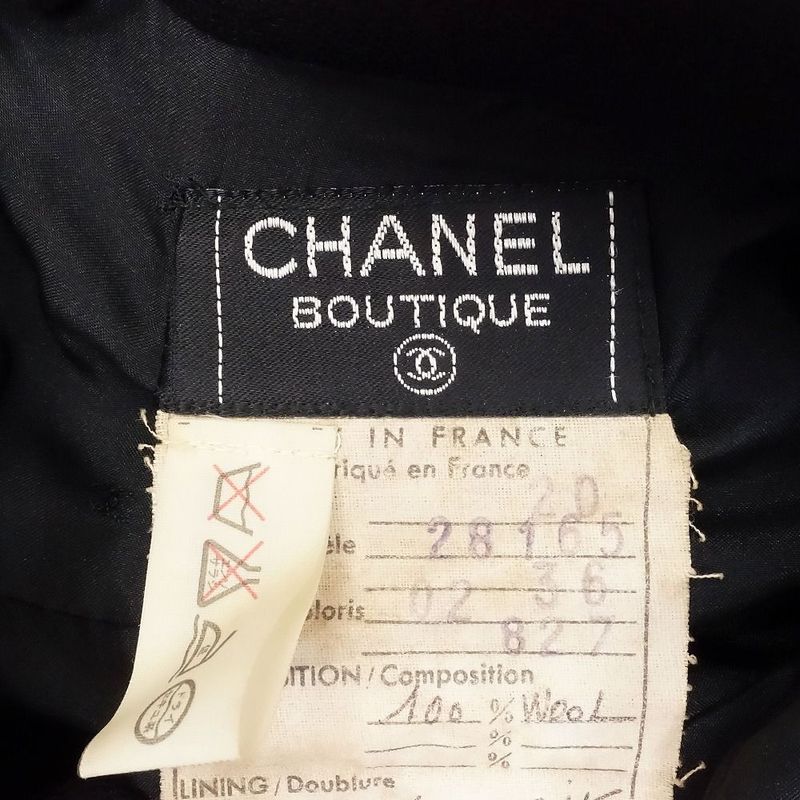 CHANEL
BOUTIQUE
IN FRANCE
riqué en France
20
èle 28165
02 36
oloris
827
ITION / Composition
100 % Wool
%
%
LINING / Doublure